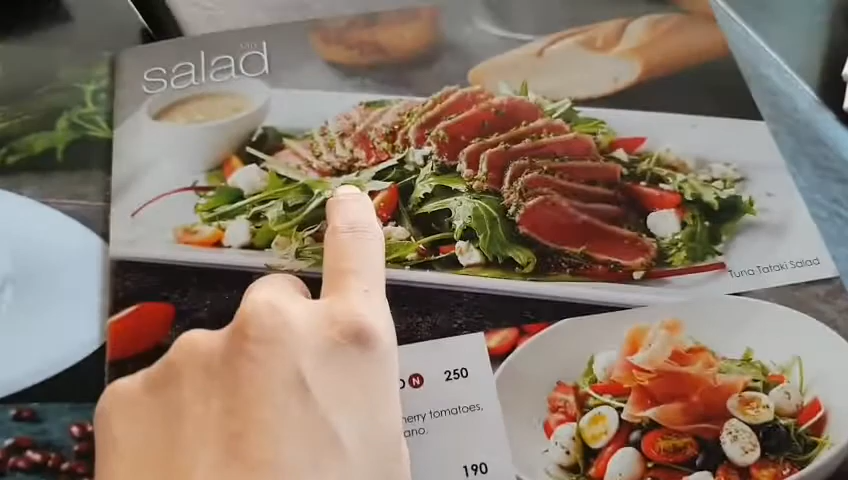 salad
Tuna Tataki Salad
N 250
herry tomatoes,
ano.
190